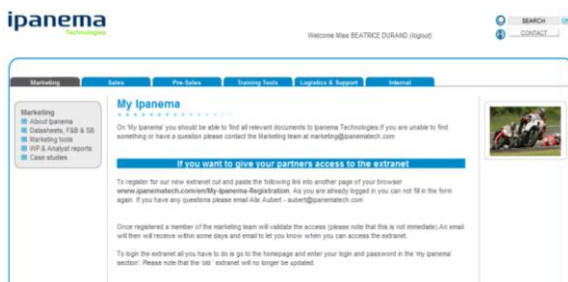 ipanema
Technologies
Welcome Miss BEATRICE DURAND (logout)
SEARCH
CONTACT
Marketing Sales Pre-Sales Training Tools Logistics & Support Internal
Marketing
About Ipanema
Datasheets, F&B & SB
Marketing tools
WP & Analyst reports
Case studies
My Ipanema
On 'My Ipanema' you should be able to find all relevant documents to Ipanema Technologies.If you are unable to find
something or have a question please contact the Marketing team at marketing@ipanematech.com
If you want to give your partners access to the extranet
To register for our new extranet cut and paste the following link into another page of your browser
www.ipanematech.com/en/My-Ipanema-Registration. As you are already logged in you can not fill in the form
again. If you have any questions please email Alix Aubert - aubert@ipanematech.com
Once registered a member of the marketing team will validate the access (please note that this is not immediate).An email
will then will receive within some days and email to let you know when you can access the extranet.
To login the extranet all you have to do is go to the homepage and enter your login and password in the 'my ipanema'
section'. Please note that the 'old ' extranet will no longer be updated.